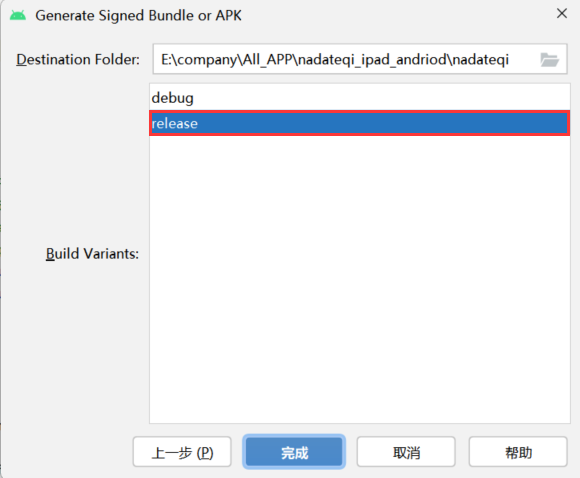 Generate Signed Bundle or APK
Destination Folder: E:\company\All_APP\nadateqi_ipad_andriod\nadateqi
debug
release
Build Variants:
上一步 (P) 完成 取消 帮助